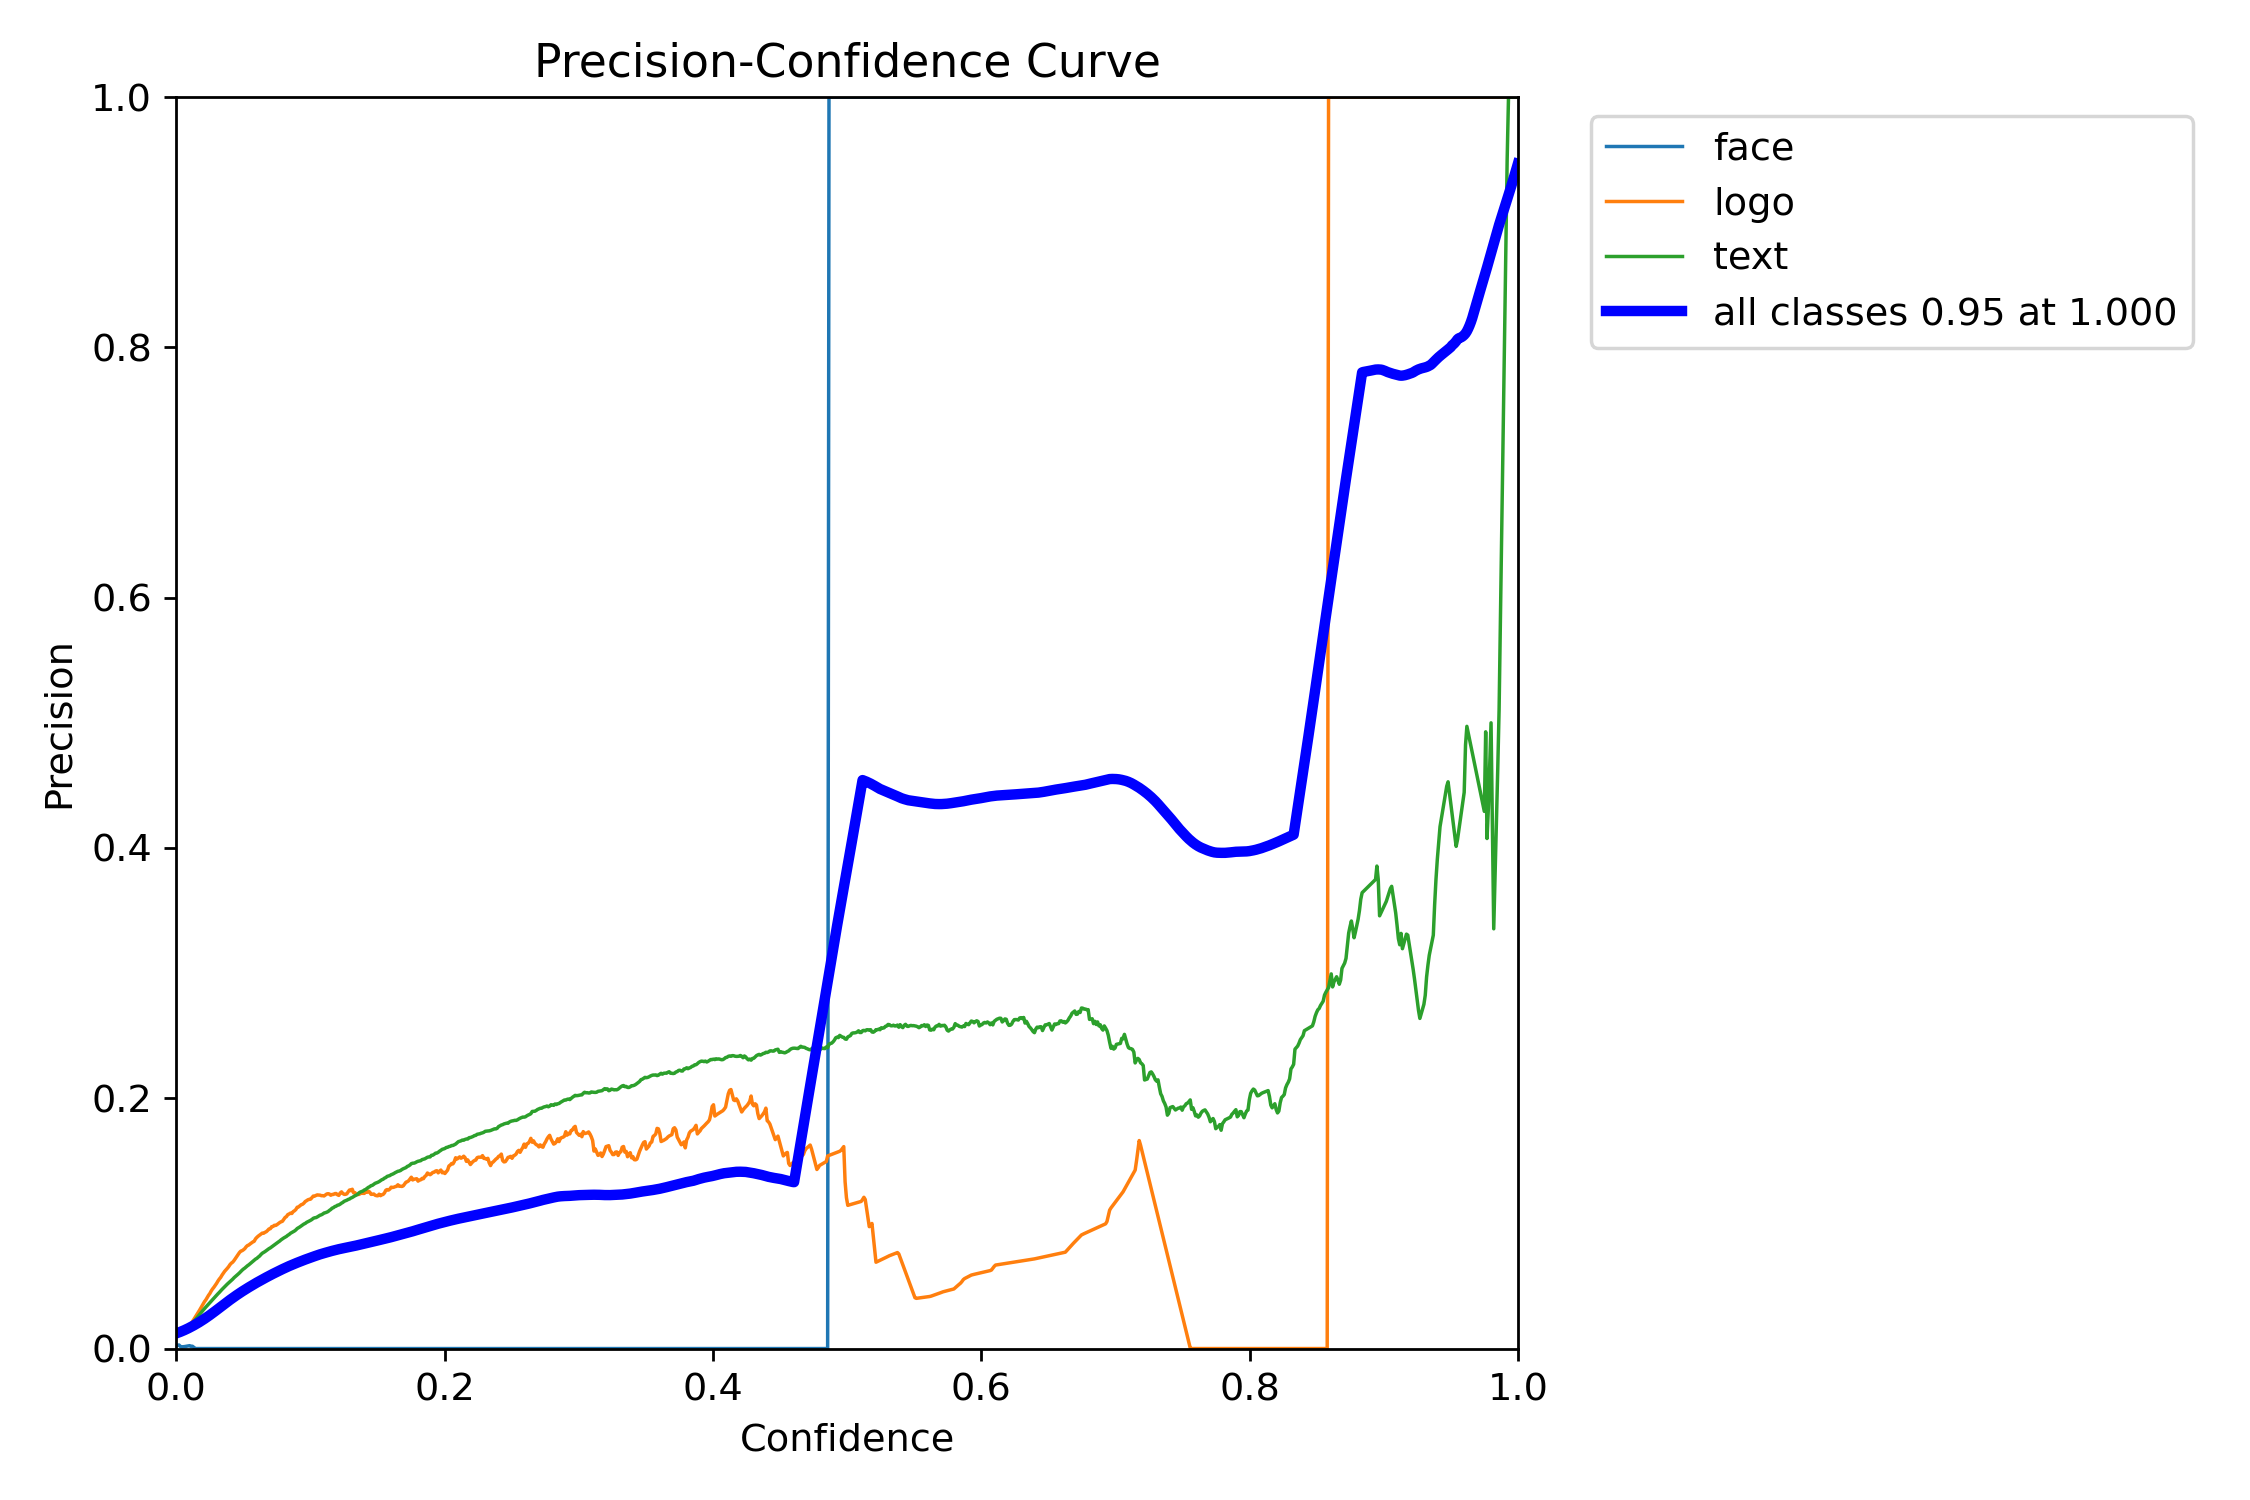 Precision-Confidence Curve
1.0
0.8
0.6
0.4
0.2
0.0
Precision
0.0 0.2 0.4 0.6 0.8 1.0
Confidence
face
logo
text
all classes 0.95 at 1.000